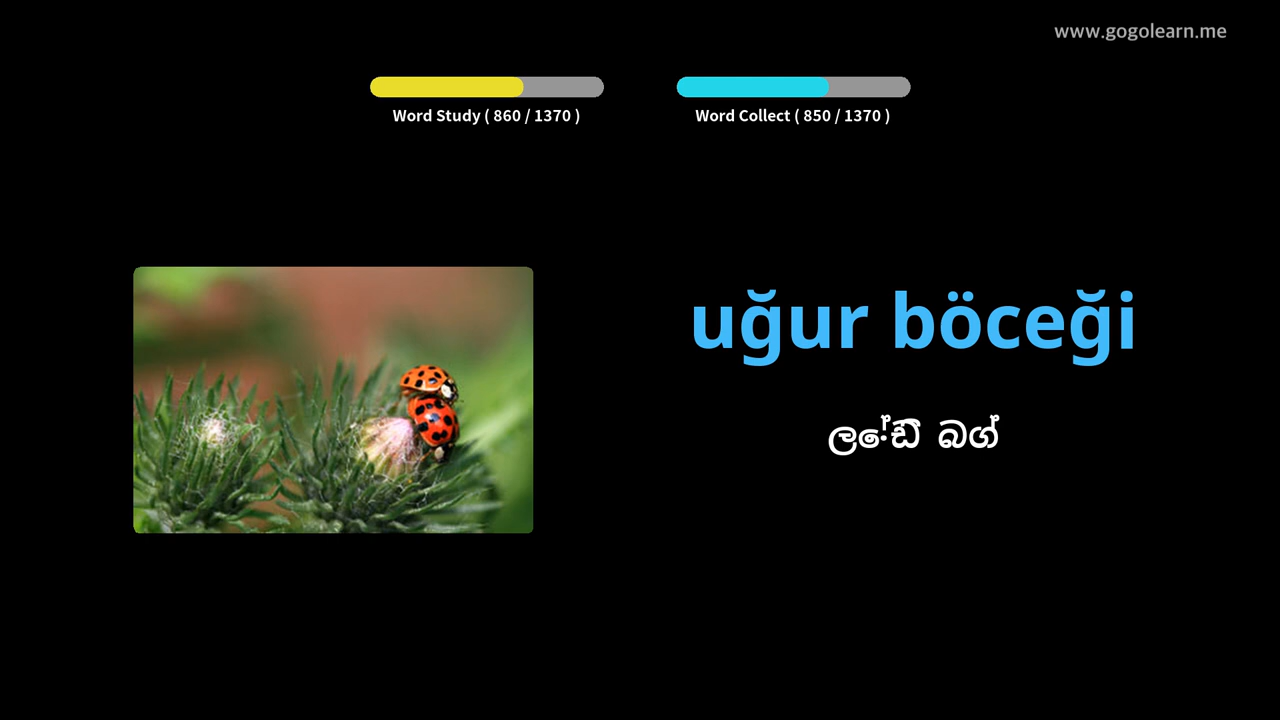 www.gogolearn.me
Word Study ( 860 / 1370 )
Word Collect ( 850 / 1370 )
uğur böceği
බග්